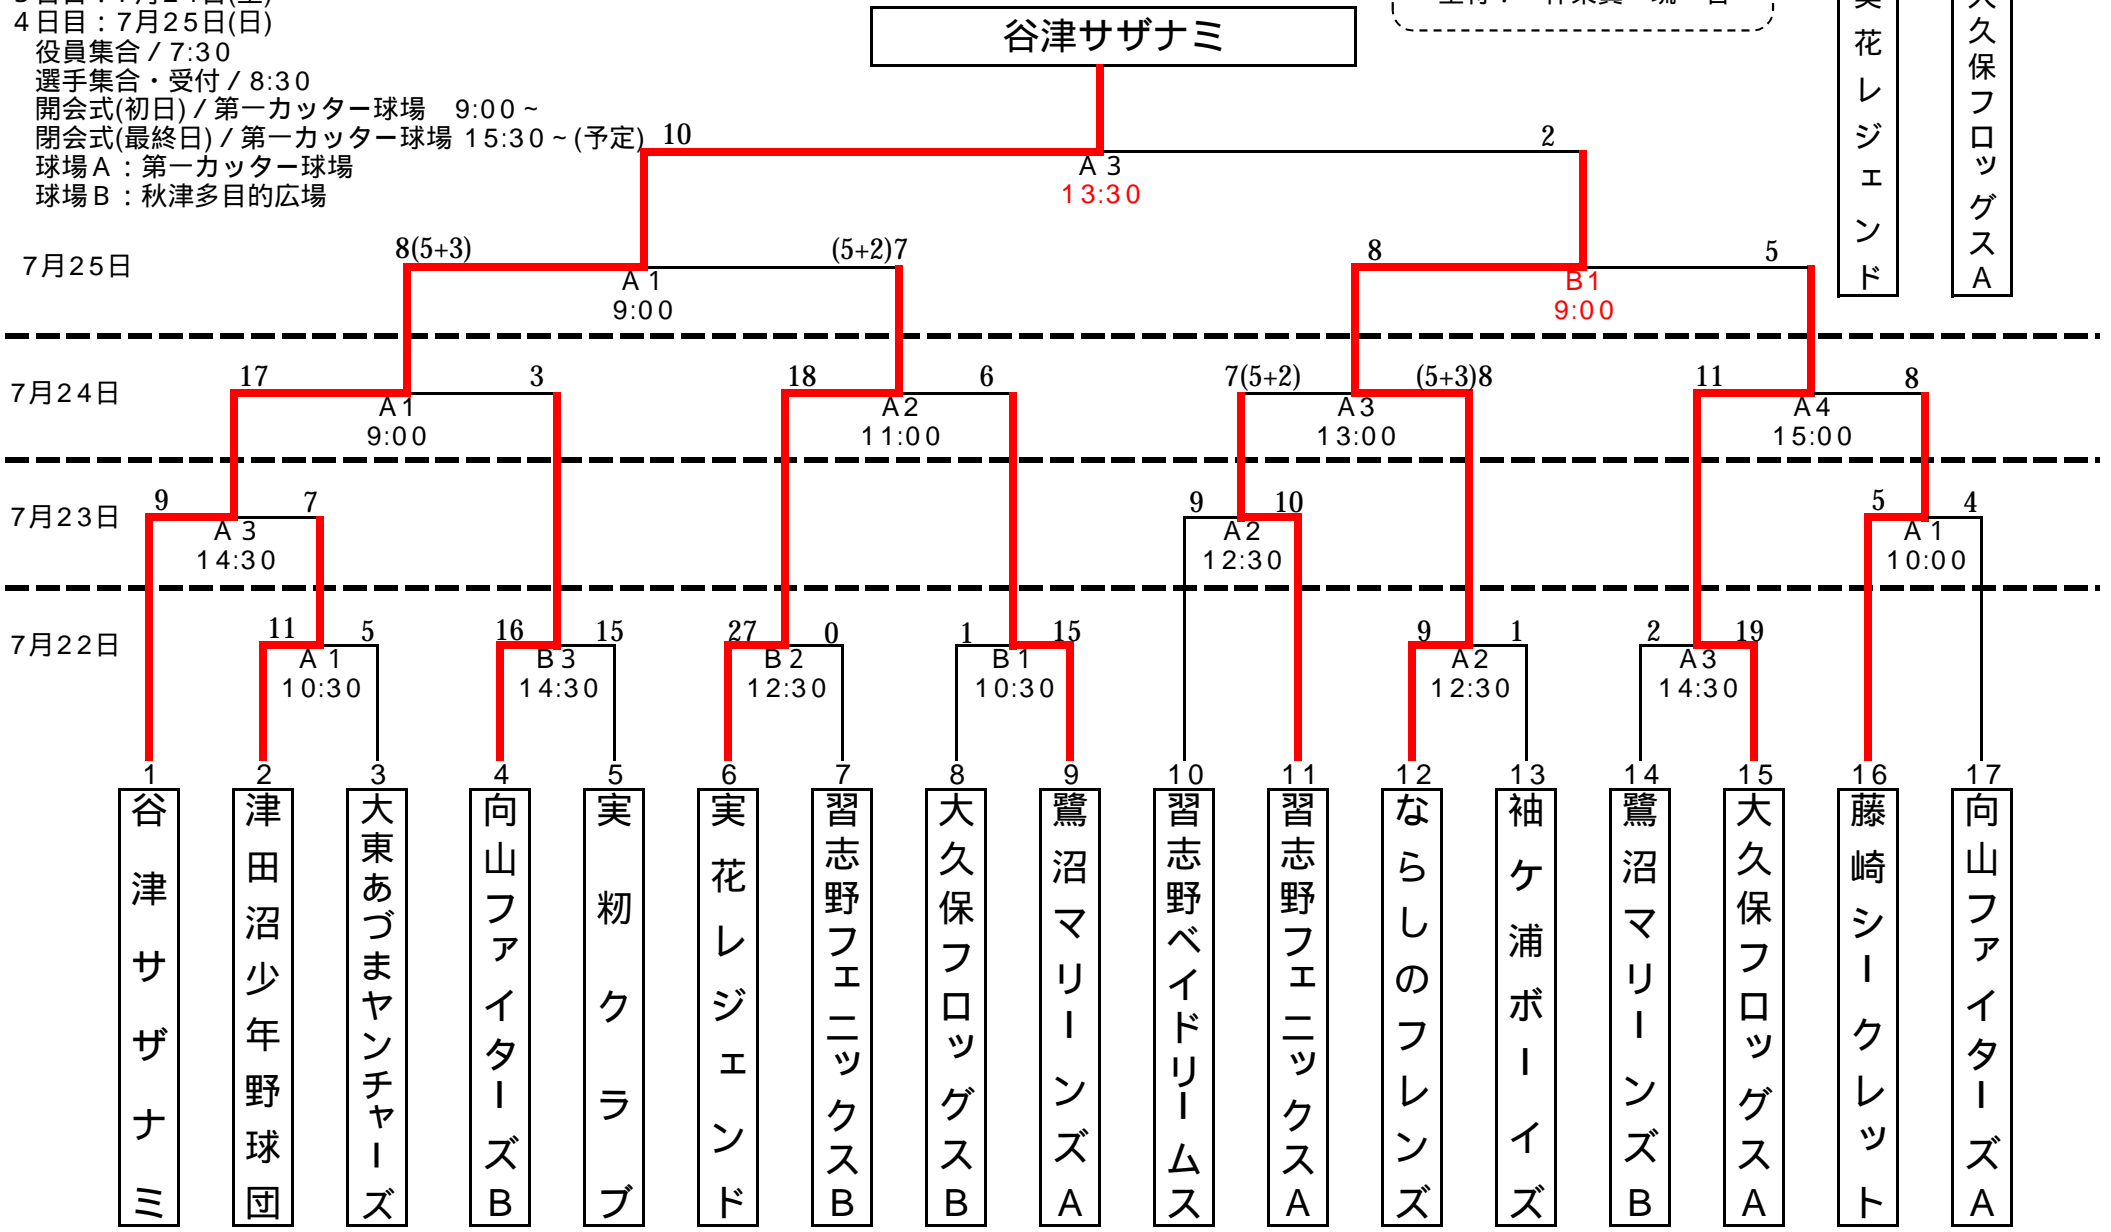 4日目：7月25日(日)
役員集合 / 7:30
選手集合・受付 / 8:30
開会式(初日) / 第一カッター球場　9:00 ~
閉会式(最終日) / 第一カッター球場 15:30 ~ (予定)
球場A：第一カッター球場
球場B：秋津多目的広場
谷津サザナミ
花レジェンド
久保フロッグスA
10
2
A3
13:30
7月25日
8(5+3)
(5+2)7
8
5
A1
9:00
B1
9:00
7月24日
17
3
18
6
7(5+2)
(5+3)8
11
8
A1
9:00
A2
11:00
A3
13:00
A4
15:00
7月23日
9
7
9
10
5
4
A3
14:30
A2
12:30
A1
10:00
7月22日
11
5
16
15
27
0
1
15
9
1
2
19
A1
10:30
B3
14:30
B2
12:30
B1
10:30
A2
12:30
A3
14:30
1
谷津サザナミ
2
津田沼少年野球団
3
大東あづまヤンチャーズ
4
向山ファイターズB
5
実籾クラブ
6
実花レジェンド
7
習志野フェニックスB
8
大久保フロッグスB
9
鷺沼マリーンズA
10
習志野ベイドリームス
11
習志野フェニックスA
12
ならしのフレンズ
13
袖ケ浦ボーイズ
14
鷺沼マリーンズB
15
大久保フロッグスA
16
藤崎シークレット
17
向山ファイターズA